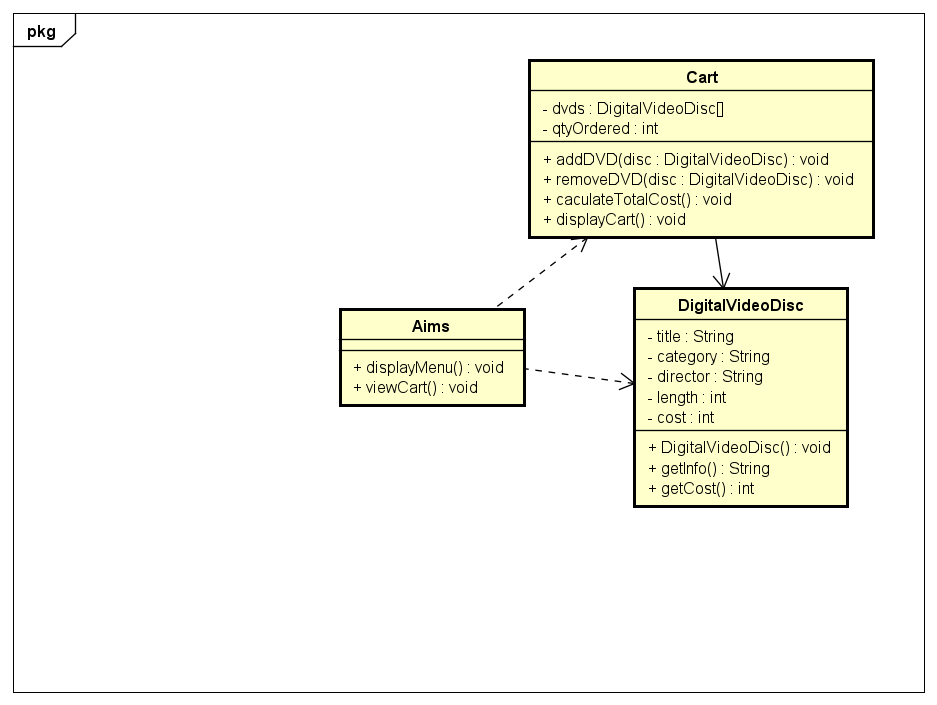 pkg
Cart
- dvds : DigitalVideoDisc[]
- qtyOrdered : int
+ addDVD(disc : DigitalVideoDisc) : void
+ removeDVD(disc : DigitalVideoDisc) : void
+ caculateTotalCost() : void
+ displayCart() : void
Aims
+ displayMenu() : void
+ viewCart() : void
DigitalVideoDisc
- title : String
- category : String
- director : String
- length : int
- cost : int
+ DigitalVideoDisc() : void
+ getInfo() : String
+ getCost() : int